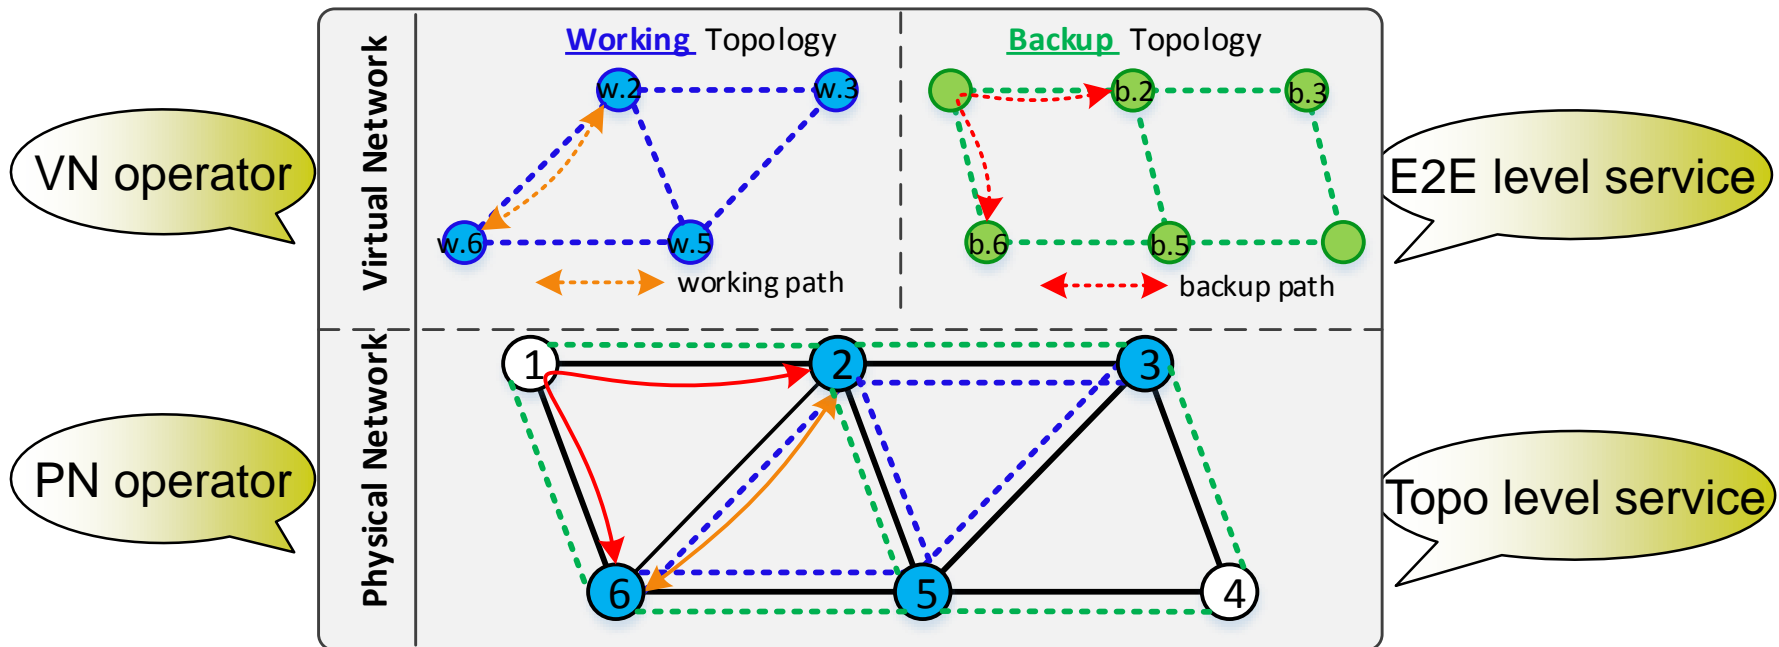 Working Topology
Backup Topology
Virtual Network
w.2
w.3
b.2
b.3
VN operator
E2E level service
w.6
w.5
b.6
b.5
working path
backup path
Physical Network
1
2
3
PN operator
Topo level service
6
5
4